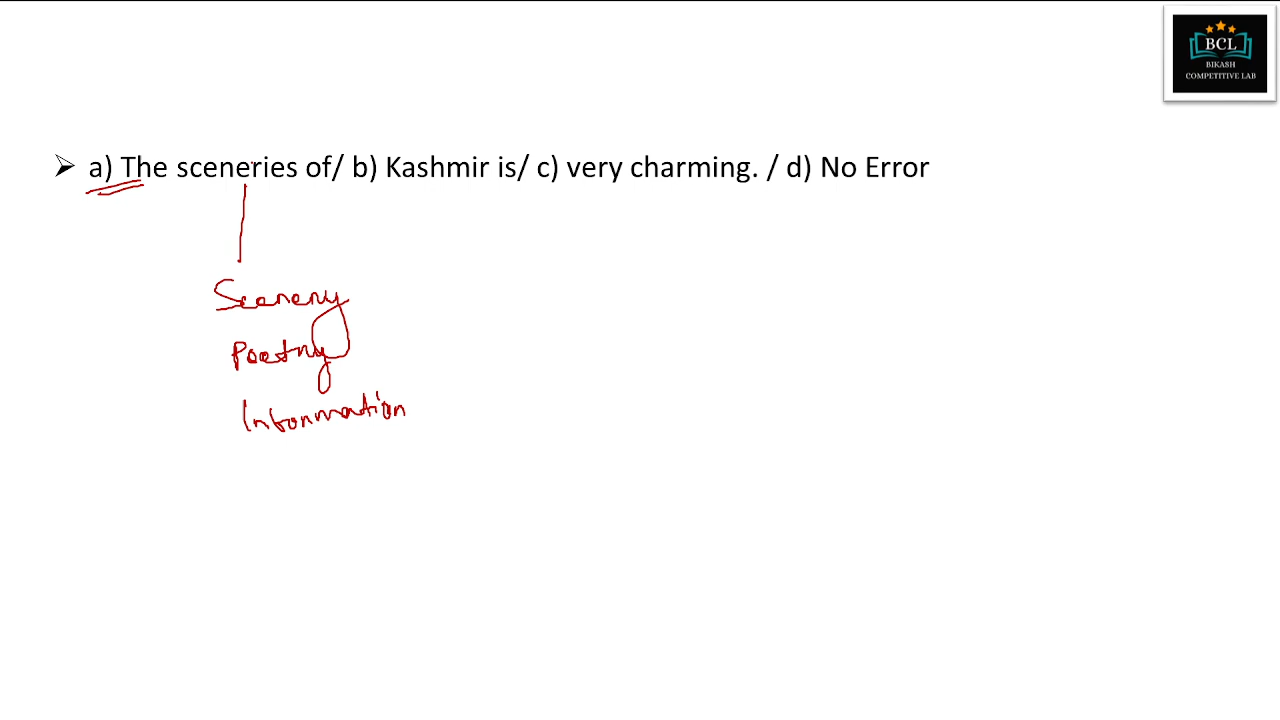 BCL
BIKASH
COMPETITIVE LAB
➢ a) The sceneries of/ b) Kashmir is/ c) very charming. / d) No Error
Scenery
Poetry
Information